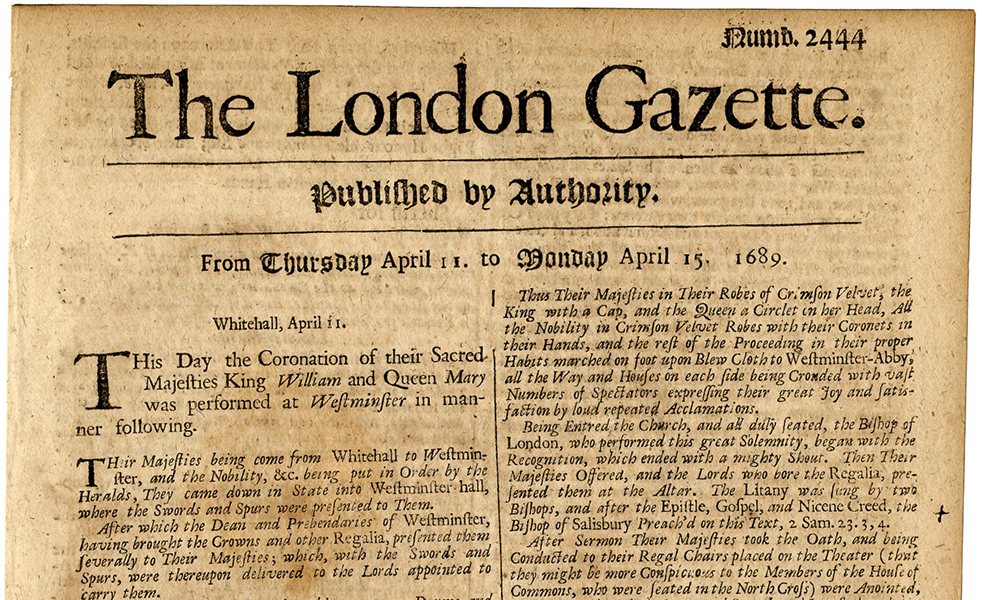 Numb. 2444
The London Gazette.
Publiſhed by Authority.
From Thursday April 11. to Monday April 15. 1689.
Whitehall, April 11.
THis Day the Coronation of their Sacred
Majeſties King William and Queen Mary
was performed at Weſtminſter in man-
ner following.
THeir Majeſties being come from Whitehall to Weſtmin-
ſter, and the Nobility, &c. being put in Order by the
Heralds, They came down in State into Weſtminſter-hall,
where the Swords and Spurs were preſented to Them.
After which the Dean and Prebendaries of Weſtminſter,
having brought the Crowns and other Regalia, preſented them
ſeverally to Their Majeſties; which, with the Swords and
Spurs, were thereupon delivered to the Lords appointed to
carry them.
Thus Their Majeſties in Their Robes of Crimſon Velvet, the
King with a Cap, and the Queen a Circlet in her Head, All
the Nobility in Crimſon Velvet Robes with their Coronets in
their Hands, and the reſt of the Proceeding in their proper
Habits marched on foot upon Blew Cloth to Weſtminſter-Abby,
all the Way and Houſes on each ſide being Crouded with vaſt
Numbers of Spectators expreſſing their great Joy and ſatis-
faction by loud repeated Acclamations.
Being Entred the Church, and all duly ſeated, the Biſhop of
London, who performed this great Solemnity, began with the
Recognition, which ended with a mighty Shout. Then Their
Majeſties Offered, and the Lords who bore the Regalia, pre-
ſented them at the Altar. The Litany was ſung by two
Biſhops, and after the Epiſtle, Goſpel, and Nicene Creed, the
Biſhop of Salisbury Preach'd on this Text, 2 Sam. 23. 3, 4.
After Sermon Their Majeſties took the Oath, and being
Conducted to their Regal Chairs placed on the Theater (that
they might be more Conſpicuous to the Members of the Houſe of
Commons, who were ſeated in the North Croſs) were Anointed,